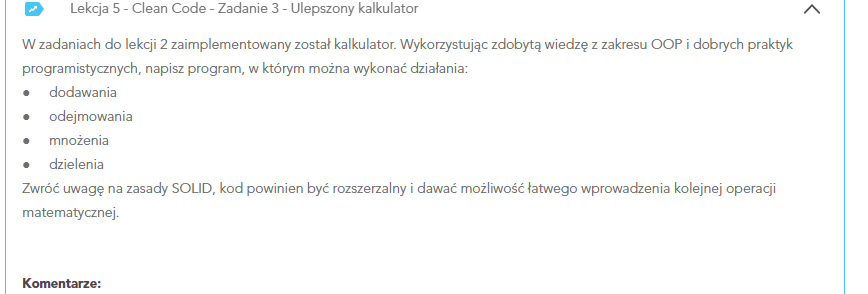 Lekcja 5 - Clean Code - Zadanie 3 - Ulepszony kalkulator
W zadaniach do lekcji 2 zaimplementowany został kalkulator. Wykorzystując zdobytą wiedzę z zakresu OOP i dobrych praktyk
programistycznych, napisz program, w którym można wykonać działania:
● dodawania
● odejmowania
● mnożenia
● dzielenia
Zwróć uwagę na zasady SOLID, kod powinien być rozszerzalny i dawać możliwość łatwego wprowadzenia kolejnej operacji
matematycznej.
Komentarze: